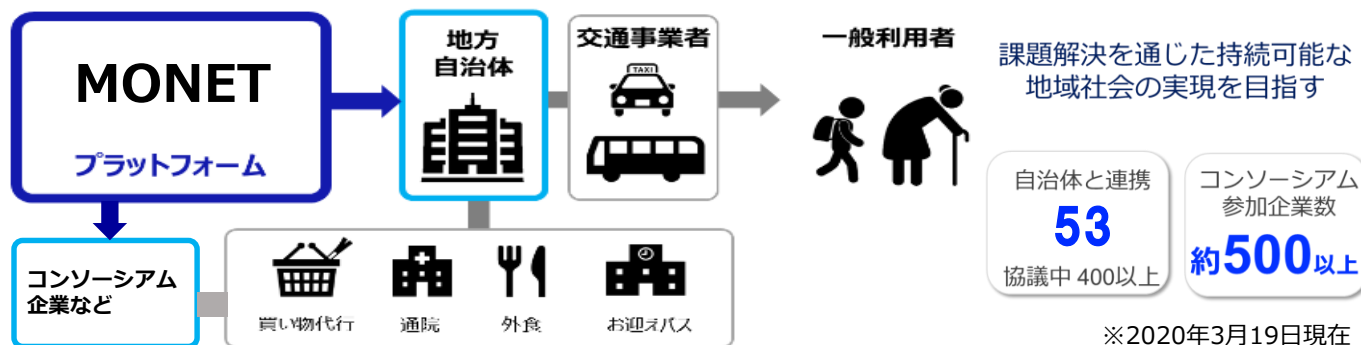 MONET
プラットフォーム
地方
自治体
交通事業者
TAXI
一般利用者
課題解決を通じた持続可能な
地域社会の実現を目指す
自治体と連携
53
協議中 400以上
コンソーシアム
参加企業数
約500以上
コンソーシアム
企業など
買い物代行
通院
外食
お迎えバス
※2020年3月19日現在